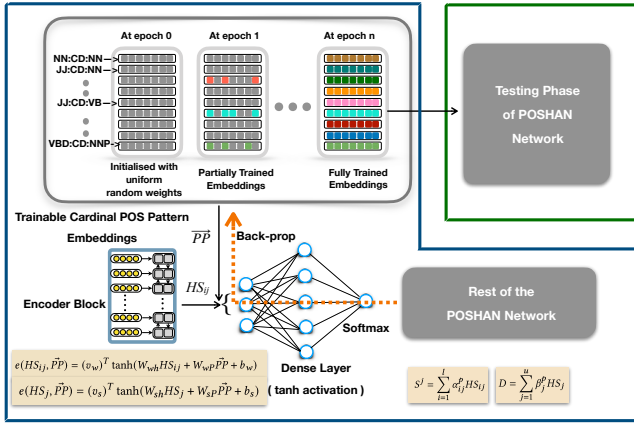 At epoch 0
At epoch 1
At epoch n
NN:CD:NN
JJ:CD:NN
JJ:CD:VB
VBD:CD:NNP
Initialised with
uniform
random weights
Partially Trained
Embeddings
Fully Trained
Embeddings
Testing Phase
of POSHAN
Network
Trainable Cardinal POS Pattern
Embeddings
\overrightarrow{PP}
Back-prop
Encoder Block
HS_{ij}
{
Softmax
Rest of the
POSHAN Network
Dense Layer
( tanh activation)
e(HS_{ij}, \vec{PP}) = (v_w)^T tanh(W_{wh}HS_{ij} + W_{wP}\vec{PP} + b_w)
e(HS_j, \vec{PP}) = (v_s)^T tanh(W_{sh}HS_j + W_{sP}\vec{PP} + b_s)
S^j = \sum_{i=1}^{l} α_{ij}^p HS_{ij}
D = \sum_{j=1}^{u} β_j^p HS_j